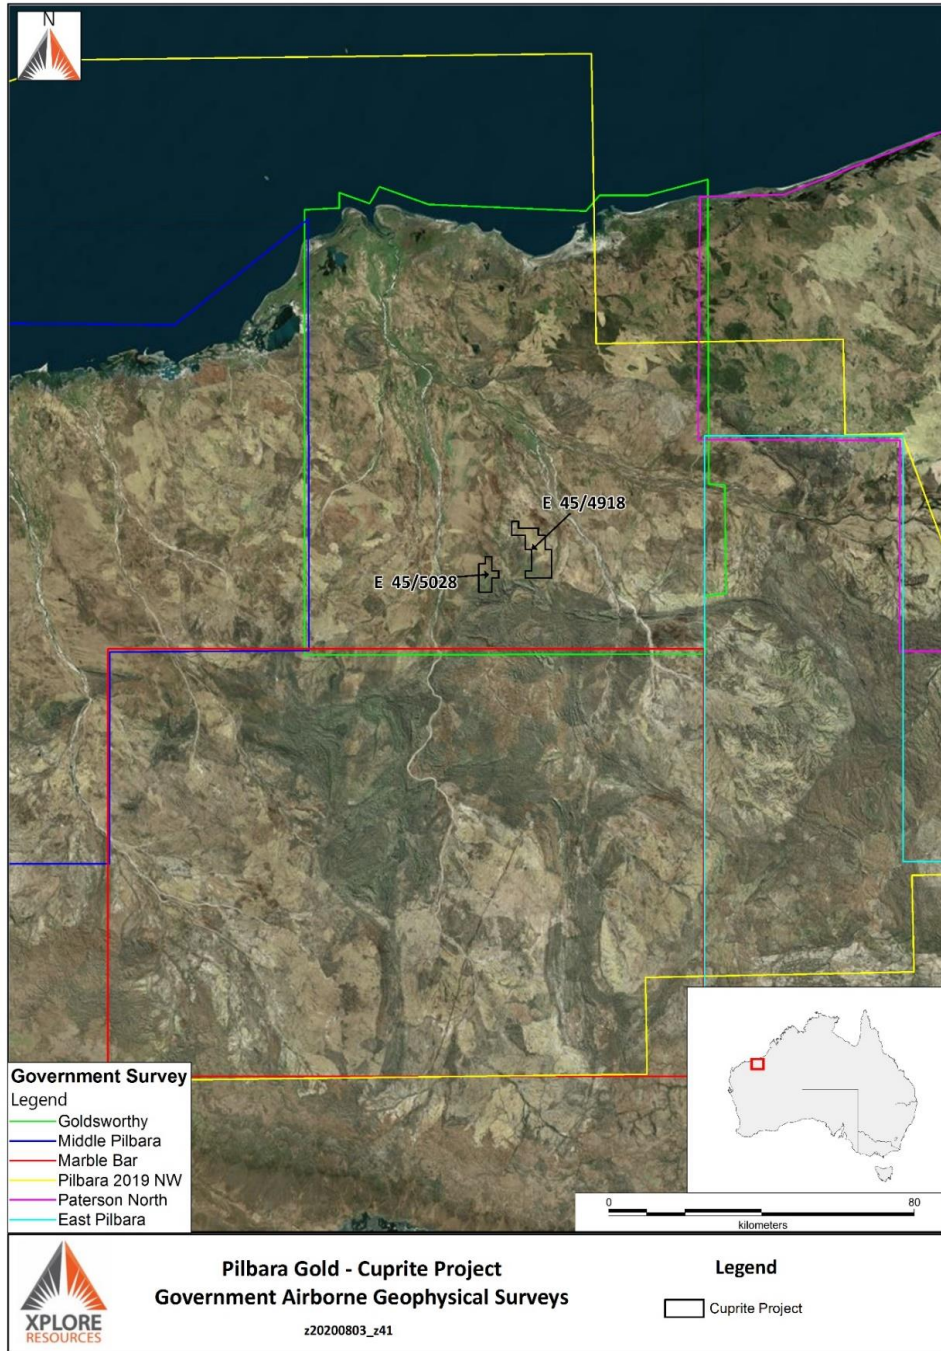 N
E 45/4918
E 45/5028
Government Survey
Legend
Goldsworthy
Middle Pilbara
Marble Bar
Pilbara 2019 NW
Paterson North
East Pilbara
0 80
kilometers
XPLORE
RESOURCES
Pilbara Gold - Cuprite Project
Government Airborne Geophysical Surveys
z20200803_z41
Legend
Cuprite Project